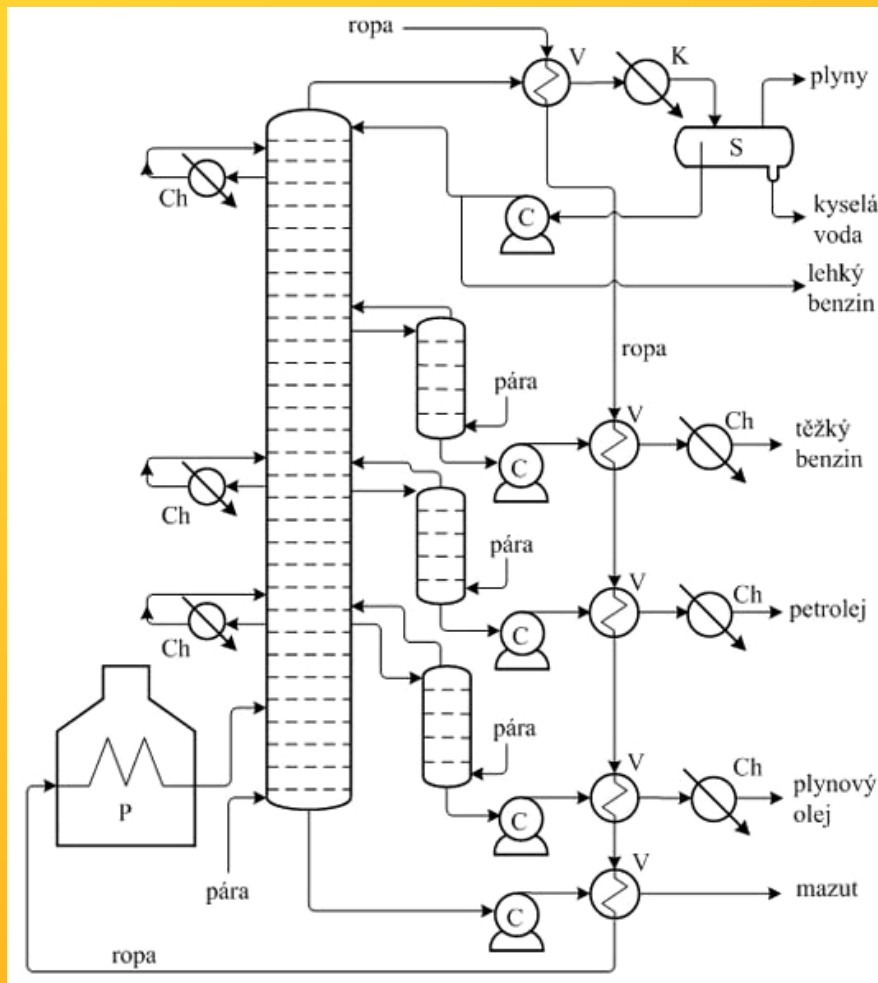 ropa
V
K
plyny
S
Ch
C
kyselá
voda
lehký
benzin
ropa
pára
V
Ch
těžký
benzin
C
Ch
pára
V
Ch
petrolej
C
Ch
pára
V
Ch
plynový
olej
P
C
pára
V
mazut
C
ropa